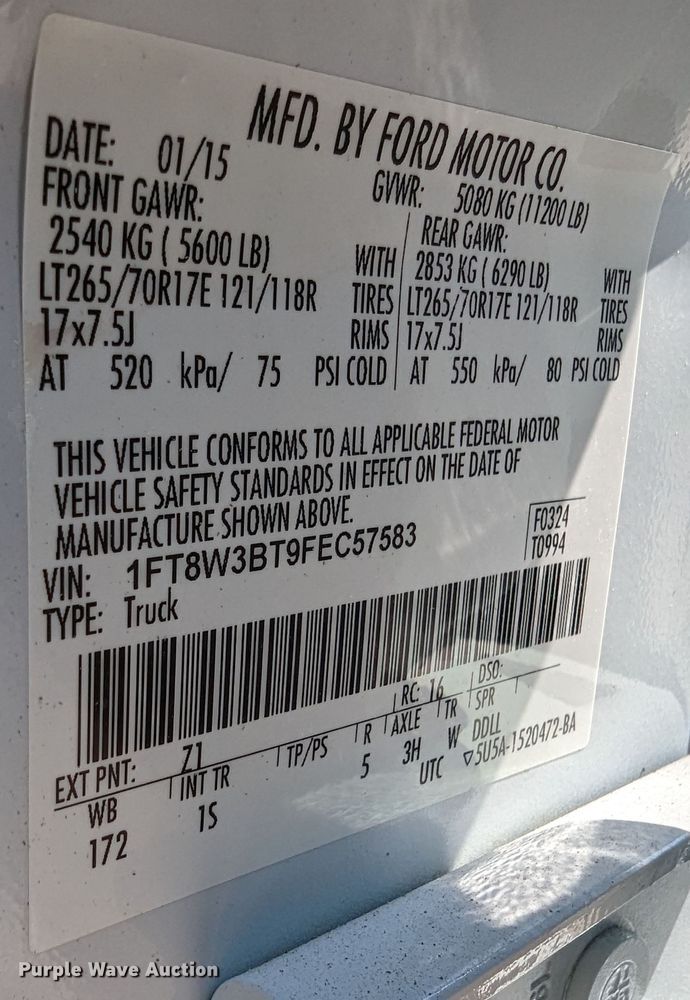 MFD. BY FORD MOTOR CO.
DATE: 01/15
GVWR: 5080 KG (11200 LB)
FRONT GAWR:
2540 KG ( 5600 LB) WITH
LT265/70R17E 121/118R TIRES
17x7.5J RIMS
AT 520 kPa/ 75 PSI COLD
REAR GAWR:
2853 KG ( 6290 LB) WITH
LT265/70R17E 121/118R TIRES
17x7.5J RIMS
AT 550 kPa/ 80 PSI COLD
THIS VEHICLE CONFORMS TO ALL APPLICABLE FEDERAL MOTOR
VEHICLE SAFETY STANDARDS IN EFFECT ON THE DATE OF
MANUFACTURE SHOWN ABOVE.
F0324
T0994
VIN: 1FT8W3BT9FEC57583
TYPE: Truck
EXT PNT: Z1 RC: 16 DSO:
WB INT TR TP/PS R AXLE TR SPR
172 1S 5 3H W DDLL
UTC ▽5U5A-1520472-BA
Purple Wave Auction